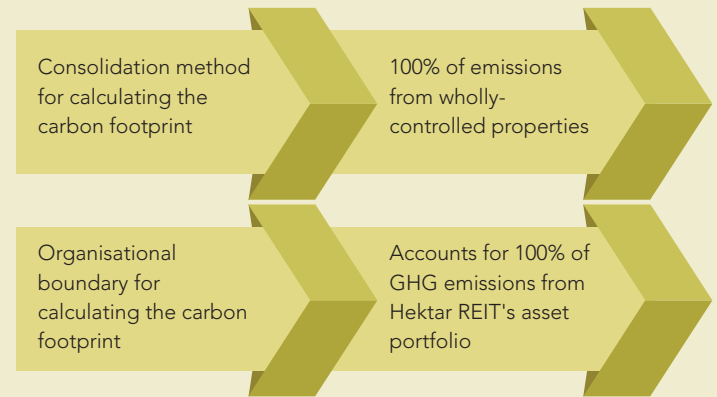 Consolidation method
for calculating the
carbon footprint
100% of emissions
from wholly-
controlled properties
Organisational
boundary for
calculating the carbon
footprint
Accounts for 100% of
GHG emissions from
Hektar REIT's asset
portfolio